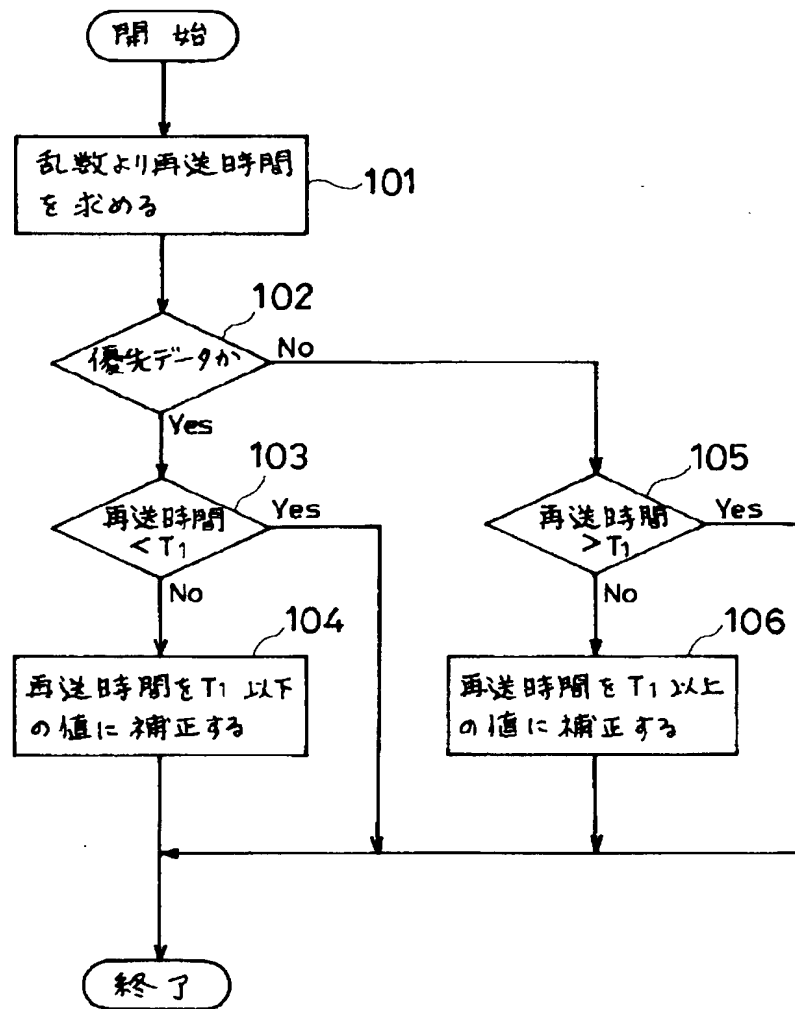 開始
乱数より再送時間
を求める
101
102
優先データか
No
Yes
103
再送時間
< T1
Yes
No
105
再送時間
> T1
Yes
No
104
再送時間をT1以下
の値に補正する
106
再送時間をT1以上
の値に補正する
終了